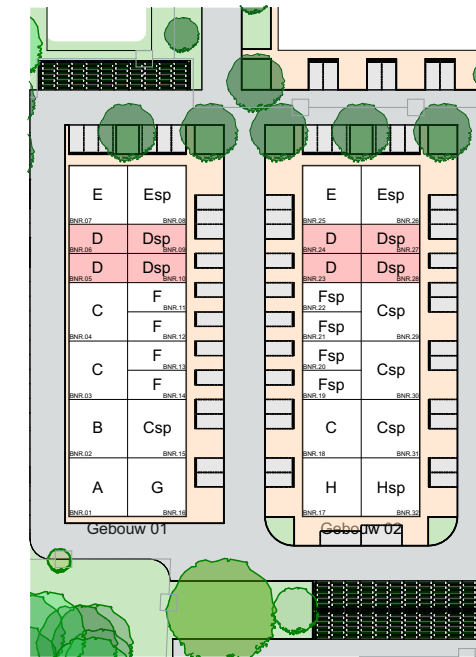 E Esp
BNR.07 BNR.08
D Dsp
BNR.06 BNR.09
D Dsp
BNR.05 BNR.10
C F
BNR.11
F
BNR.04 BNR.12
C F
BNR.13
F
BNR.03 BNR.14
B Csp
BNR.02 BNR.15
A G
BNR.01 BNR.16
Gebouw 01
E Esp
BNR.25 BNR.26
D Dsp
BNR.24 BNR.27
D Dsp
BNR.23 BNR.28
Fsp Csp
BNR.22
Fsp
BNR.21 BNR.29
Fsp Csp
BNR.20
Fsp
BNR.19 BNR.30
C Csp
BNR.18 BNR.31
H Hsp
BNR.17 BNR.32
Gebouw 02